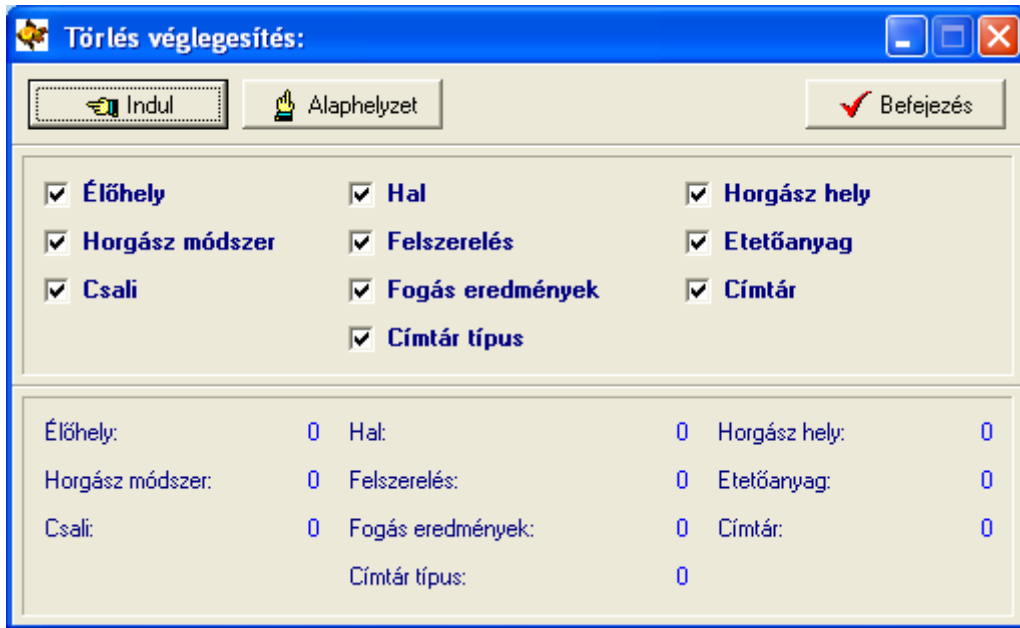 Törlés véglegesítés:
Indul Alaphelyzet Befejezés
Élőhely Hal Horgász hely
Horgász módszer Felszerelés Etetőanyag
Csali Fogás eredmények Címtár
Címtár típus
Élőhely: 0 Hal: 0 Horgász hely: 0
Horgász módszer: 0 Felszerelés: 0 Etetőanyag: 0
Csali: 0 Fogás eredmények: 0 Címtár: 0
Címtár típus: 0